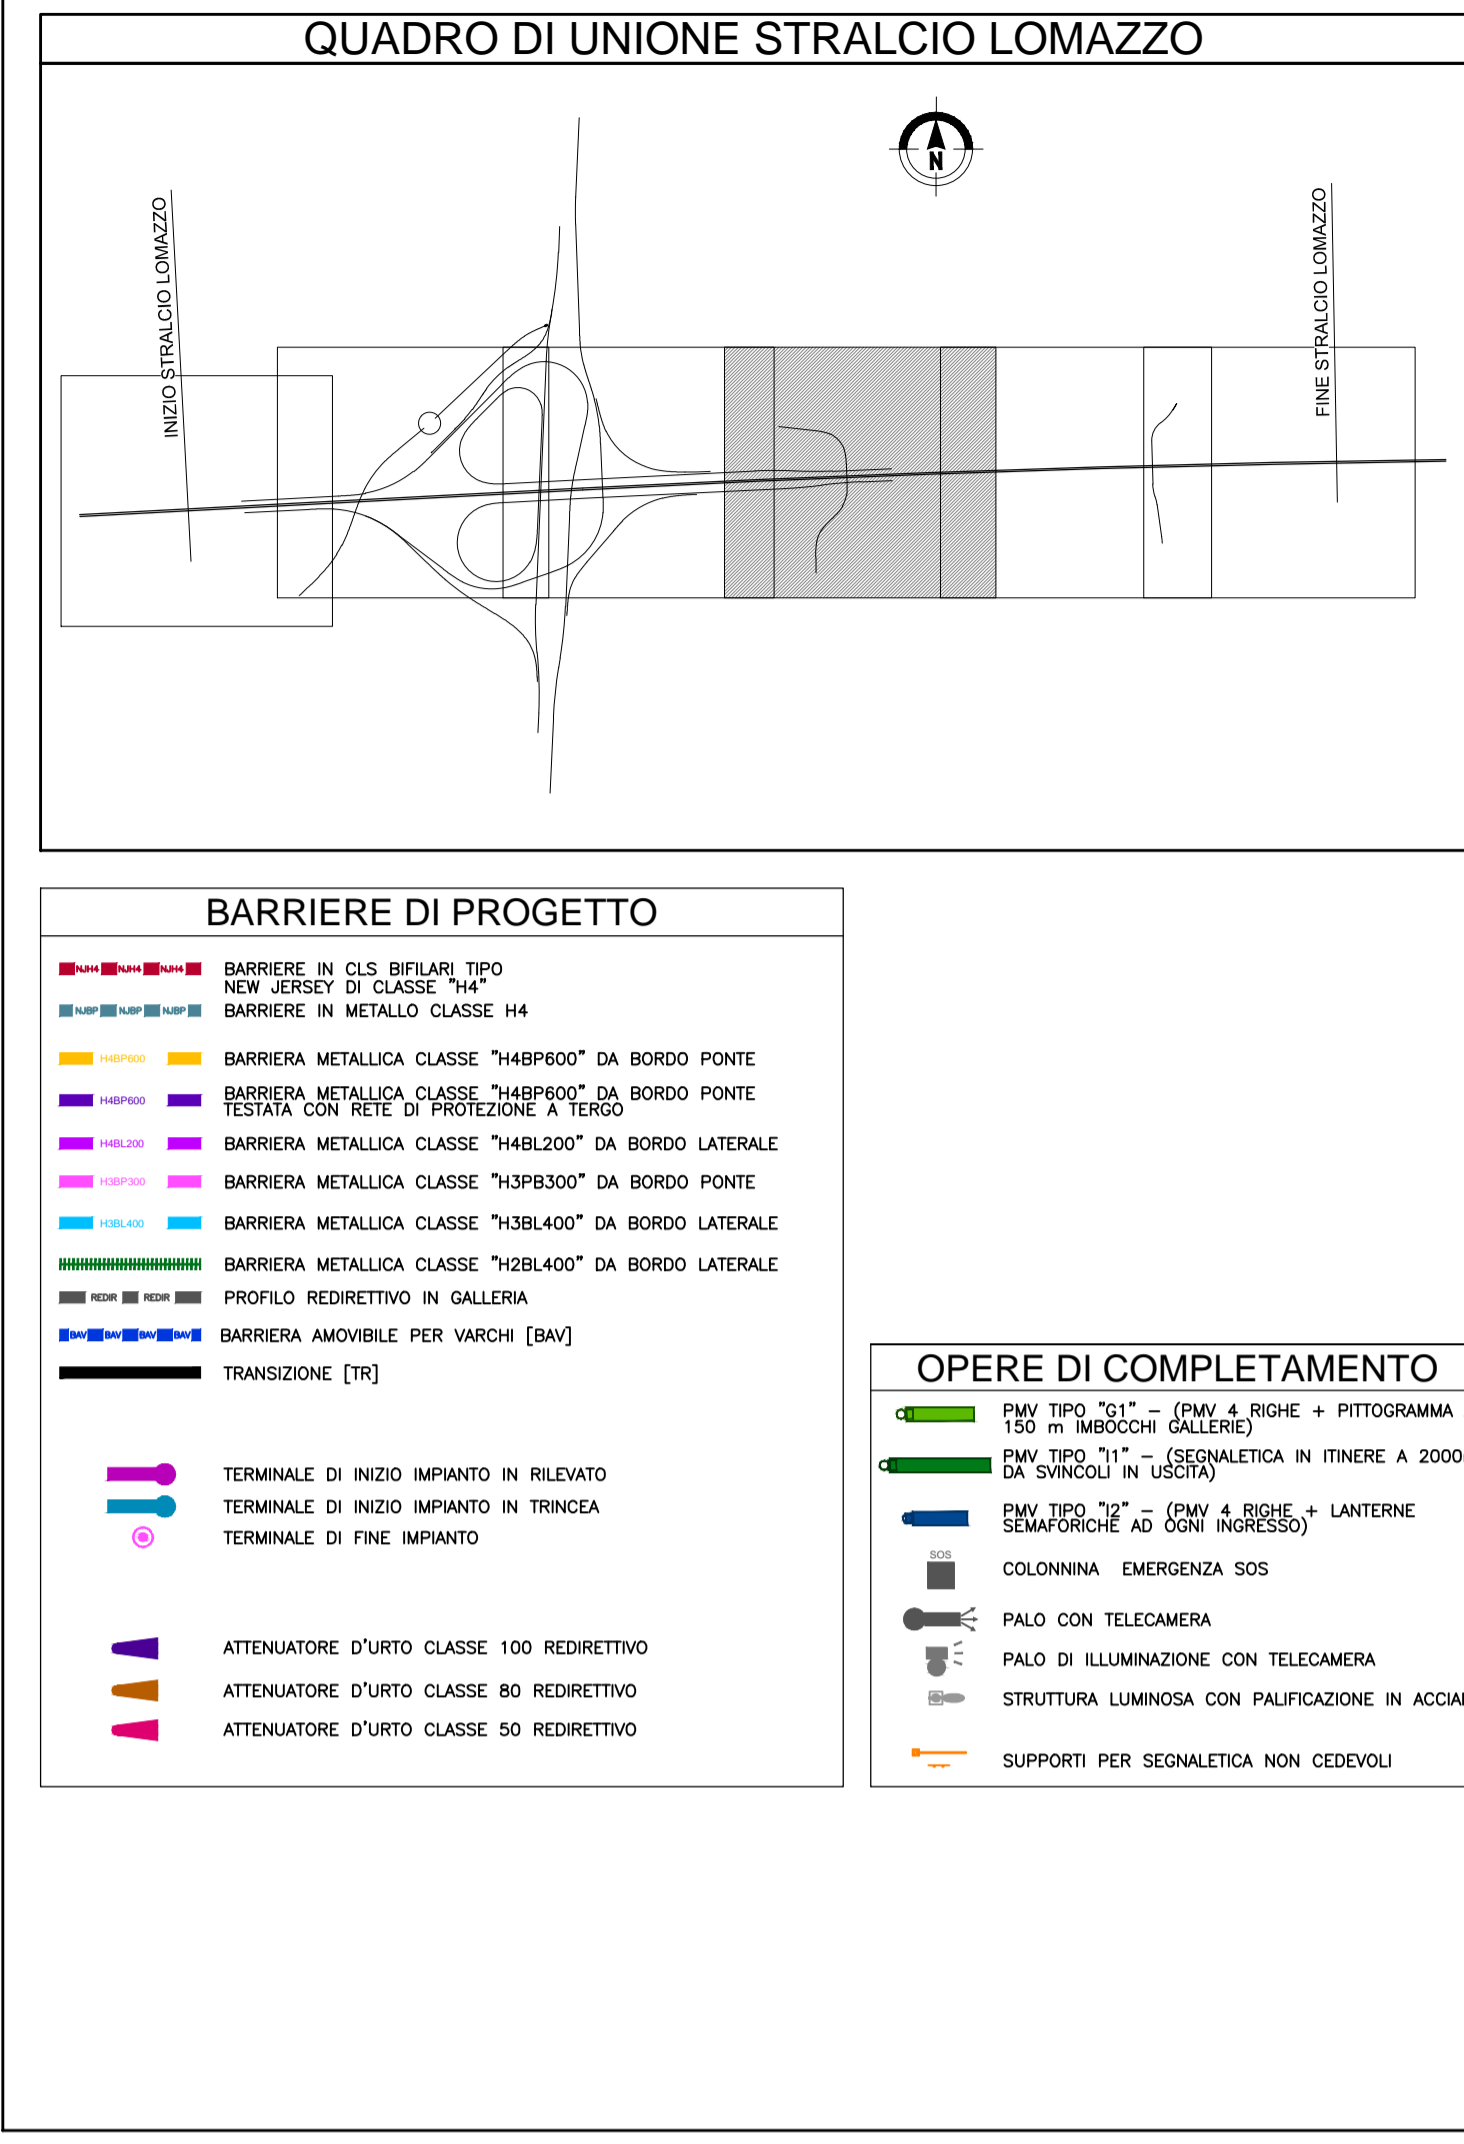 QUADRO DI UNIONE STRALCIO LOMAZZO
N
INIZIO STRALCIO LOMAZZO
FINE STRALCIO LOMAZZO
BARRIERE DI PROGETTO
NJH4 NJH4 NJH4
BARRIERE IN CLS BIFILARI TIPO
NEW JERSEY DI CLASSE "H4"
NJBP NJBP NJBP
BARRIERE IN METALLO CLASSE H4
H4BP600
BARRIERA METALLICA CLASSE "H4BP600" DA BORDO PONTE
H4BP600
BARRIERA METALLICA CLASSE "H4BP600" DA BORDO PONTE
TESTATA CON RETE DI PROTEZIONE A TERGO
H4BL200
BARRIERA METALLICA CLASSE "H4BL200" DA BORDO LATERALE
H3BP300
BARRIERA METALLICA CLASSE "H3PB300" DA BORDO PONTE
H3BL400
BARRIERA METALLICA CLASSE "H3BL400" DA BORDO LATERALE
BARRIERA METALLICA CLASSE "H2BL400" DA BORDO LATERALE
REDIR REDIR
PROFILO REDIRETTIVO IN GALLERIA
BAV BAV BAV BAV
BARRIERA AMOVIBILE PER VARCHI [BAV]
TRANSIZIONE [TR]
TERMINALE DI INIZIO IMPIANTO IN RILEVATO
TERMINALE DI INIZIO IMPIANTO IN TRINCEA
TERMINALE DI FINE IMPIANTO
ATTENUATORE D'URTO CLASSE 100 REDIRETTIVO
ATTENUATORE D'URTO CLASSE 80 REDIRETTIVO
ATTENUATORE D'URTO CLASSE 50 REDIRETTIVO
OPERE DI COMPLETAMENTO
PMV TIPO "G1" – (PMV 4 RIGHE + PITTOGRAMMA
150 m IMBOCCHI GALLERIE)
PMV TIPO "I1" – (SEGNALETICA IN ITINERE A 2000
DA SVINCOLI IN USCITA)
PMV TIPO "I2" – (PMV 4 RIGHE + LANTERNE
SEMAFORICHE AD OGNI INGRESSO)
SOS
COLONNINA EMERGENZA SOS
PALO CON TELECAMERA
PALO DI ILLUMINAZIONE CON TELECAMERA
STRUTTURA LUMINOSA CON PALIFICAZIONE IN
SUPPORTI PER SEGNALETICA NON CEDEVOLI